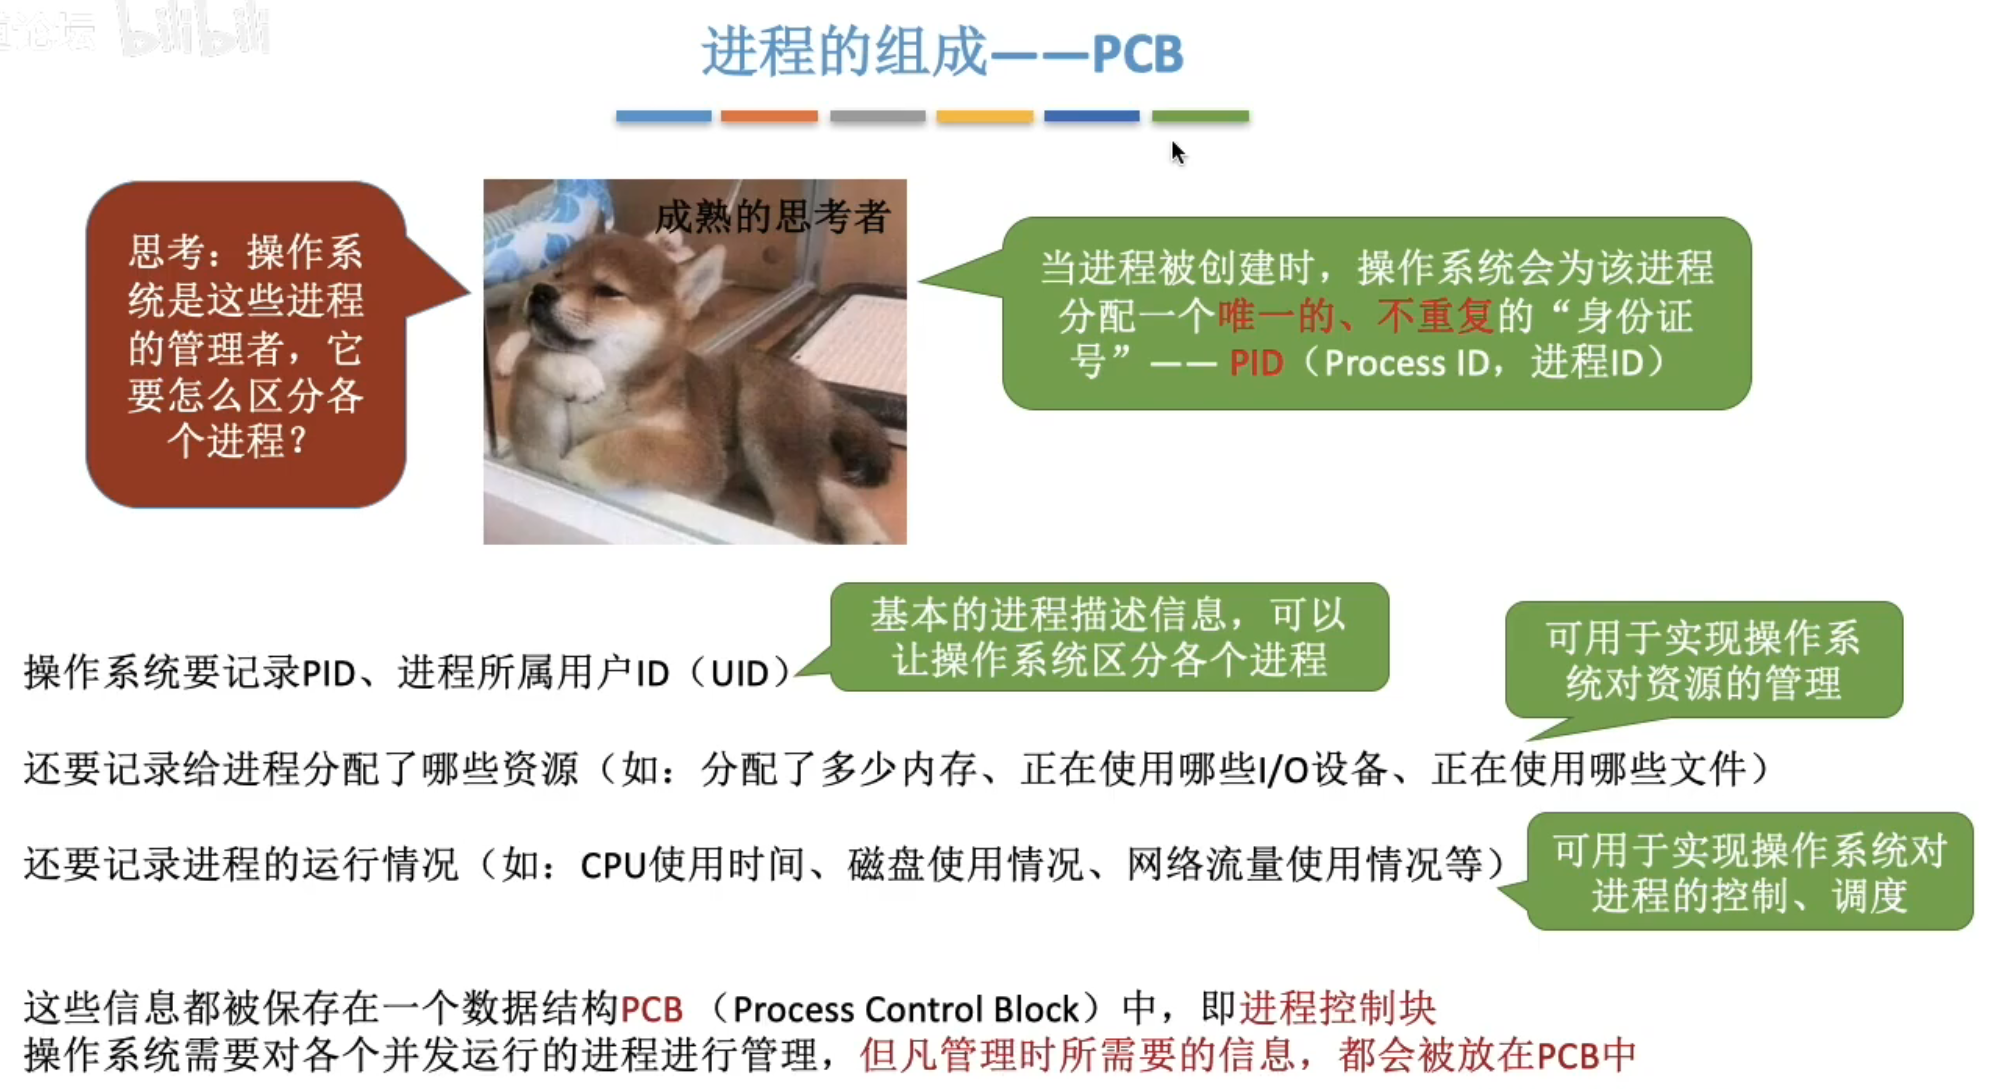 论坛 bilibili
进程的组成——PCB
思考：操作系
统是这些进程
的管理者，它
要怎么区分各
个进程？
成熟的思考者
当进程被创建时，操作系统会为该进程
分配一个唯一的、不重复的“身份证
号”—— PID（Process ID，进程ID）
基本的进程描述信息，可以
让操作系统区分各个进程
操作系统要记录PID、进程所属用户ID（UID）
可用于实现操作系
统对资源的管理
还要记录给进程分配了哪些资源（如：分配了多少内存、正在使用哪些I/O设备、正在使用哪些文件）
还要记录进程的运行情况（如：CPU使用时间、磁盘使用情况、网络流量使用情况等）
可用于实现操作系统对
进程的控制、调度
这些信息都被保存在一个数据结构PCB （Process Control Block）中，即进程控制块
操作系统需要对各个并发运行的进程进行管理，但凡管理时所需要的信息，都会被放在PCB中